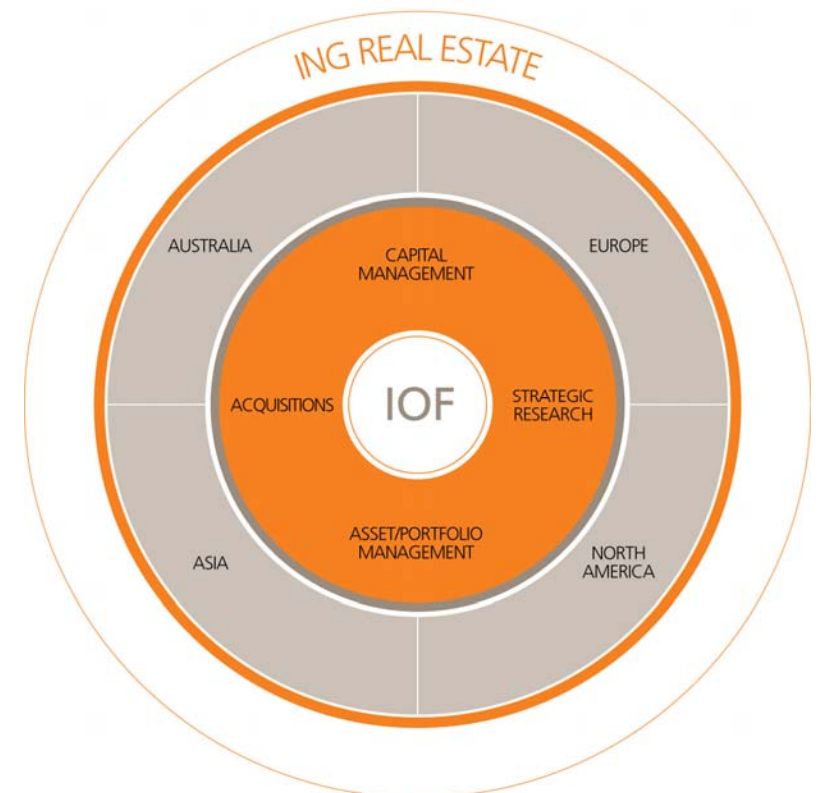 ING REAL ESTATE
AUSTRALIA
EUROPE
CAPITAL
MANAGEMENT
ACQUISITIONS
IOF
STRATEGIC
RESEARCH
ASSET/PORTFOLIO
MANAGEMENT
ASIA
NORTH
AMERICA